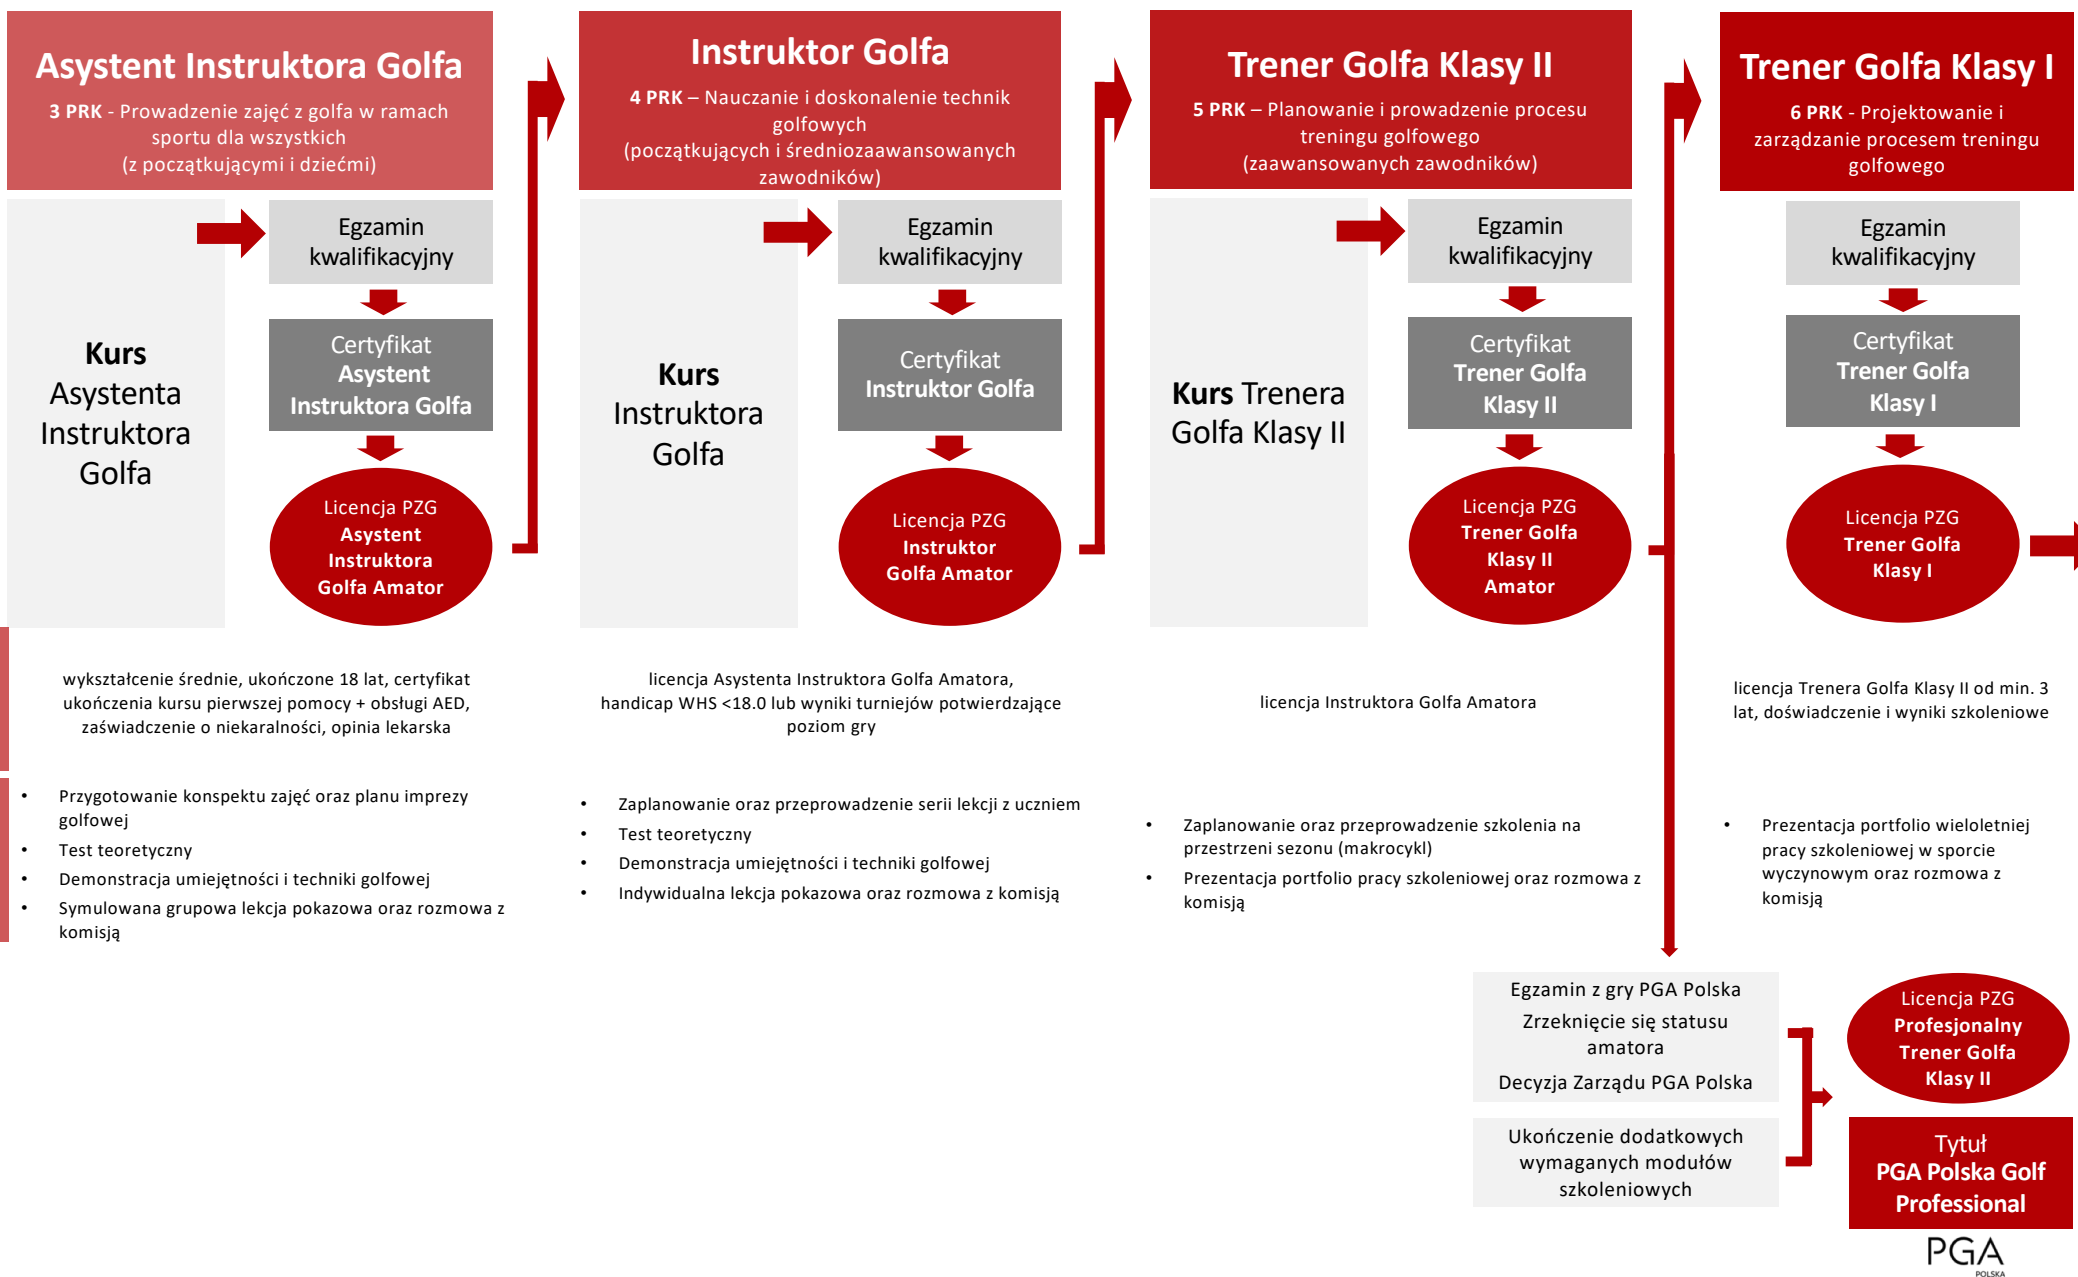 Asystent Instruktora Golfa
3 PRK - Prowadzenie zajęć z golfa w ramach
sportu dla wszystkich
(z początkującymi i dziećmi)
Kurs
Asystenta
Instruktora
Golfa
Egzamin
kwalifikacyjny
Certyfikat
Asystent
Instruktora Golfa
Licencja PZG
Asystent
Instruktora
Golfa Amator
wykształcenie średnie, ukończone 18 lat, certyfikat
ukończenia kursu pierwszej pomocy + obsługi AED,
zaświadczenie o niekaralności, opinia lekarska
• Przygotowanie konspektu zajęć oraz planu imprezy
golfowej
• Test teoretyczny
• Demonstracja umiejętności i techniki golfowej
• Symulowana grupowa lekcja pokazowa oraz rozmowa z
komisją
Instruktor Golfa
4 PRK – Nauczanie i doskonalenie technik
golfowych
(początkujących i średniozaawansowanych
zawodników)
Kurs
Instruktora
Golfa
Egzamin
kwalifikacyjny
Certyfikat
Instruktor Golfa
Licencja PZG
Instruktor
Golfa Amator
licencja Asystenta Instruktora Golfa Amatora,
handicap WHS <18.0 lub wyniki turniejów potwierdzające
poziom gry
• Zaplanowanie oraz przeprowadzenie serii lekcji z uczniem
• Test teoretyczny
• Demonstracja umiejętności i techniki golfowej
• Indywidualna lekcja pokazowa oraz rozmowa z komisją
Trener Golfa Klasy II
5 PRK – Planowanie i prowadzenie procesu
treningu golfowego
(zaawansowanych zawodników)
Kurs Trenera
Golfa Klasy II
Egzamin
kwalifikacyjny
Certyfikat
Trener Golfa
Klasy II
Licencja PZG
Trener Golfa
Klasy II
Amator
licencja Instruktora Golfa Amatora
• Zaplanowanie oraz przeprowadzenie szkolenia na
przestrzeni sezonu (makrocykl)
• Prezentacja portfolio pracy szkoleniowej oraz rozmowa z
komisją
Trener Golfa Klasy I
6 PRK - Projektowanie i
zarządzanie procesem treningu
golfowego
Egzamin
kwalifikacyjny
Certyfikat
Trener Golfa
Klasy I
Licencja PZG
Trener Golfa
Klasy I
licencja Trenera Golfa Klasy II od min. 3
lat, doświadczenie i wyniki szkoleniowe
• Prezentacja portfolio wieloletniej
pracy szkoleniowej w sporcie
wyczynowym oraz rozmowa z
komisją
Egzamin z gry PGA Polska
Zrzeknięcie się statusu
amatora
Decyzja Zarządu PGA Polska
Ukończenie dodatkowych
wymaganych modułów
szkoleniowych
Licencja PZG
Profesjonalny
Trener Golfa
Klasy II
Tytuł
PGA Polska Golf
Professional
PGA
POLSKA